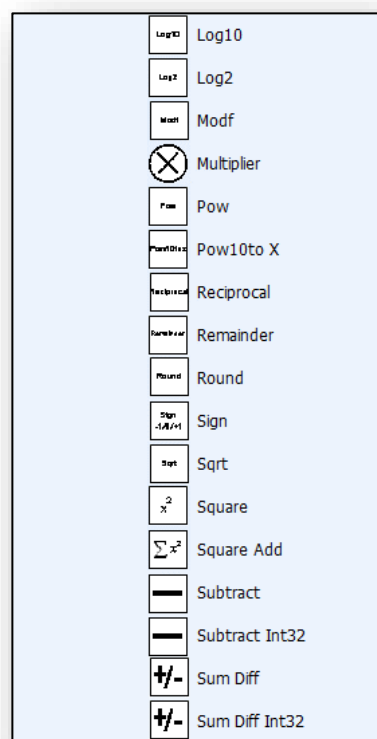 Log10 Log10
Log2 Log2
Modf Modf
Multiplier
Pow Pow
Pow10to X
Reciprocal Reciprocal
Remainder Remainder
Round Round
Sign -1/0/+1 Sign
Sqrt Sqrt
x² Square
∑x² Square Add
Subtract
Subtract Int32
+/- Sum Diff
+/- Sum Diff Int32